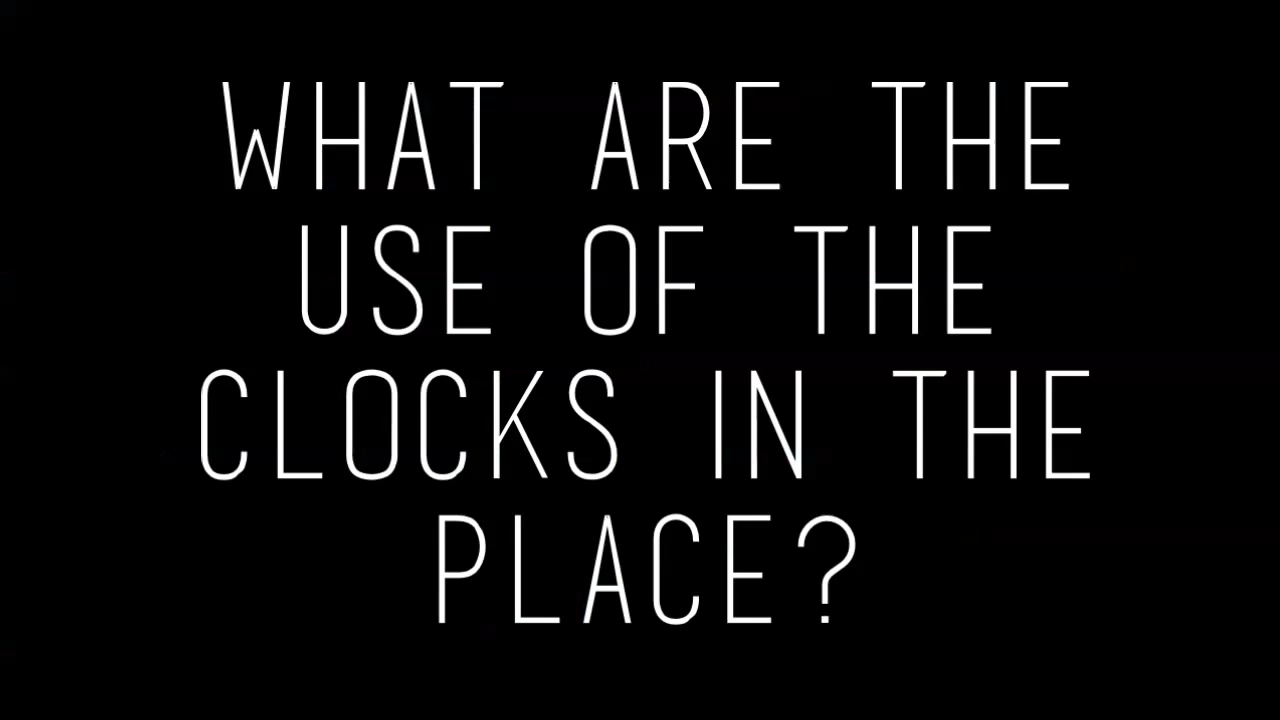 WHAT ARE THE
USE OF THE
CLOCKS IN THE
PLACE?